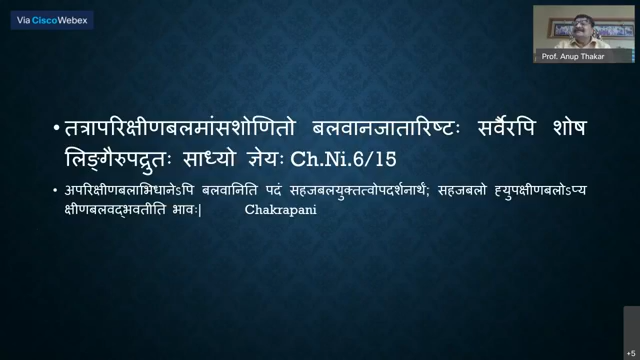 Via Cisco Webex
Prof. Anup Thakar
• तत्रापरिक्षीणबलमांसशोणितो बलवानजातारिष्टः सर्वैरपि शोष
लिङ्गैरुपद्रुतः साध्यो ज्ञेयः Ch.Ni.6/15
• अपरिक्षीणबलाभिधानेऽपि बलवानिति पदं सहजबलयुक्तत्वोपदर्शनार्थं; सहजबलो ह्युपक्षीणबलोऽप्य
क्षीणबलवद्भवतीति भावः| Chakrapani
+5